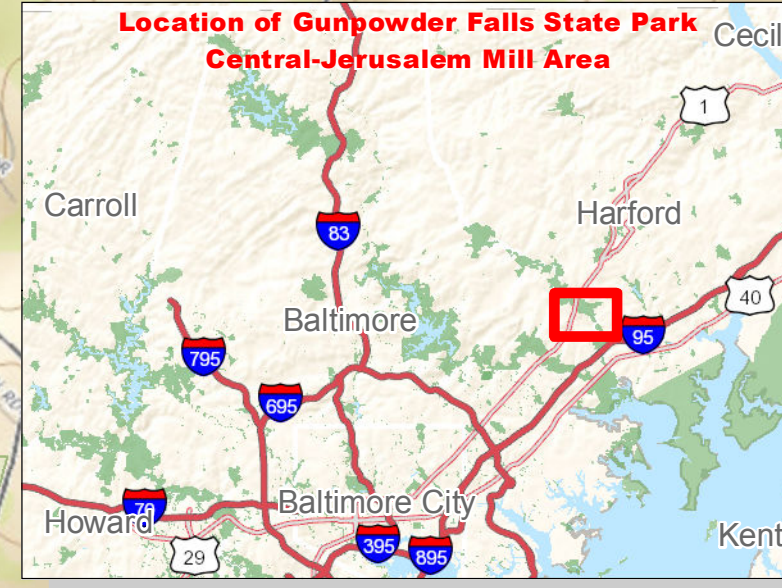 Location of Gunpowder Falls State Park
Central-Jerusalem Mill Area
Cecil
1
Carroll
Harford
83
40
Baltimore
95
795
695
Baltimore City
70
Howard
395
895
29
Kent
RD